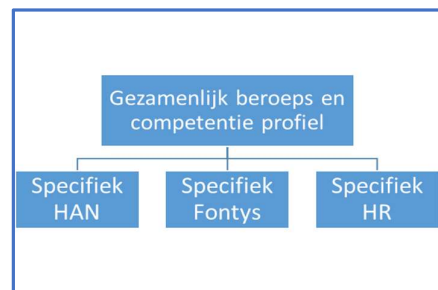 Gezamenlijk beroeps en
competentie profiel
Specifiek
HAN
Specifiek
Fontys
Specifiek
HR